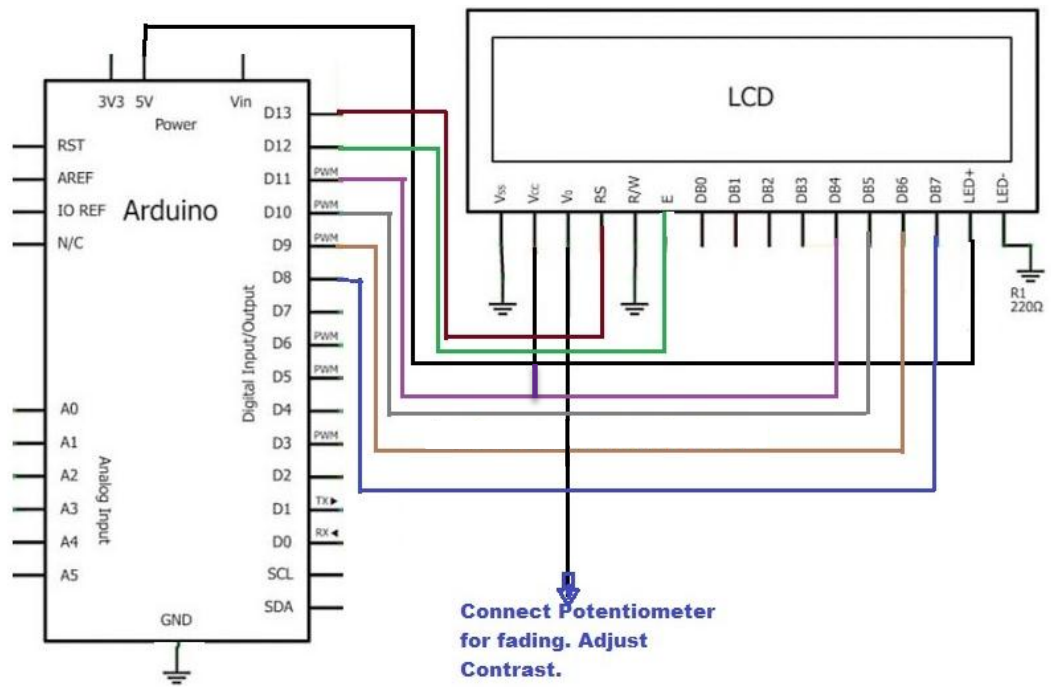 LCD
3V3 5V Vin
Power
RST
AREF
IO REF
N/C
Arduino
D13
D12
PWM D11
PWM D10
PWM D9
D8
D7
PWM D6
PWM D5
D4
PWM D3
D2
TX D1
RX D0
SCL
SDA
Digital Input/Output
A0
A1
A2
A3
A4
A5
Analog Input
GND
Vss
Vcc
V0
RS
R/W
E
DB0
DB1
DB2
DB3
DB4
DB5
DB6
DB7
LED+
LED-
R1
220Ω
Connect Potentiometer
for fading. Adjust
Contrast.